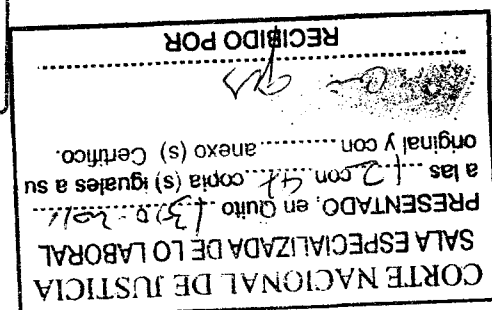 CORTE NACIONAL DE JUSTICIA
SALA ESPECIALIZADA DE LO LABORAL
PRESENTADO, en Quito
a las con copia (s) iguales a su
original y con .......... anexo (s) Certifico.
RECIBIDO POR